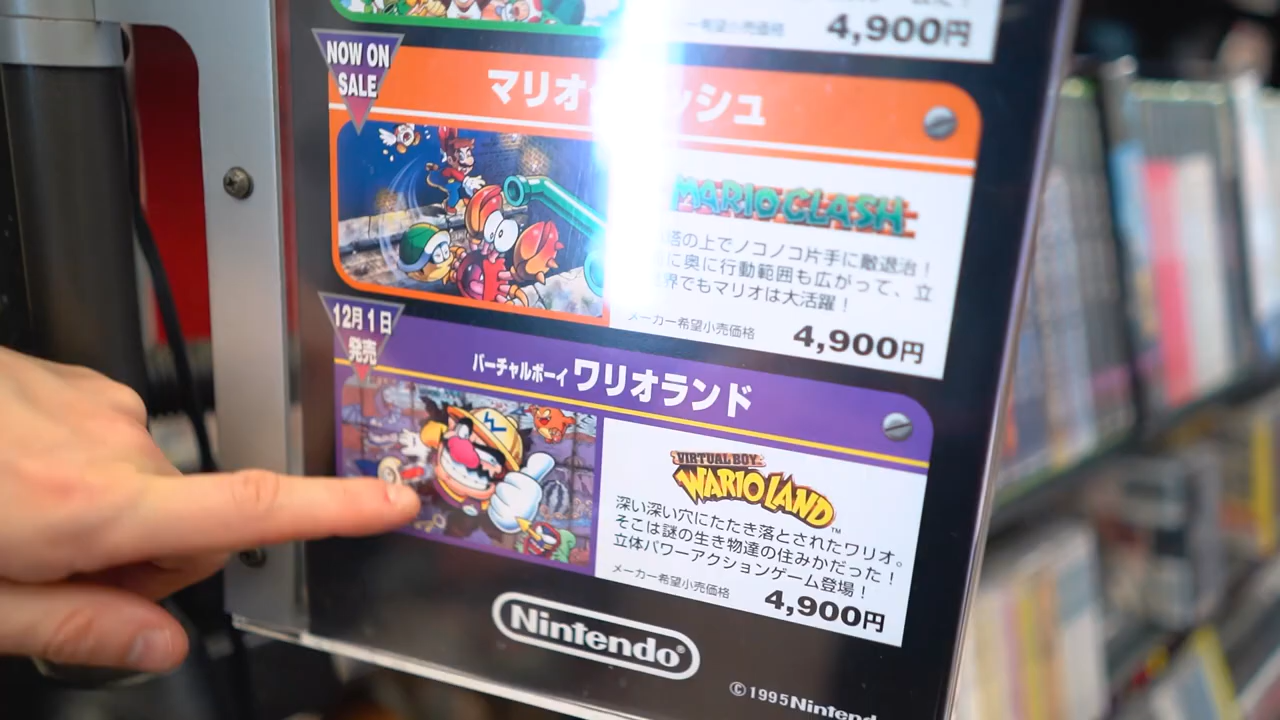 4,900円
NOW ON
SALE
マリオ ッシュ
MARIO CLASH
塔の上でノコノコ片手に敵退治!
に奥に行動範囲も広がって、立
界でもマリオは大活躍!
メーカー希望小売価格
4,900円
12月1日
発売
バーチャルボーイ ワリオランド
VIRTUAL BOY
WARIO LAND™
深い深い穴にたたき落とされたワリオ。
そこは謎の生き物達の住みかだった!
立体パワーアクションゲーム登場!
メーカー希望小売価格
4,900円
Nintendo®
©1995 Nintendo